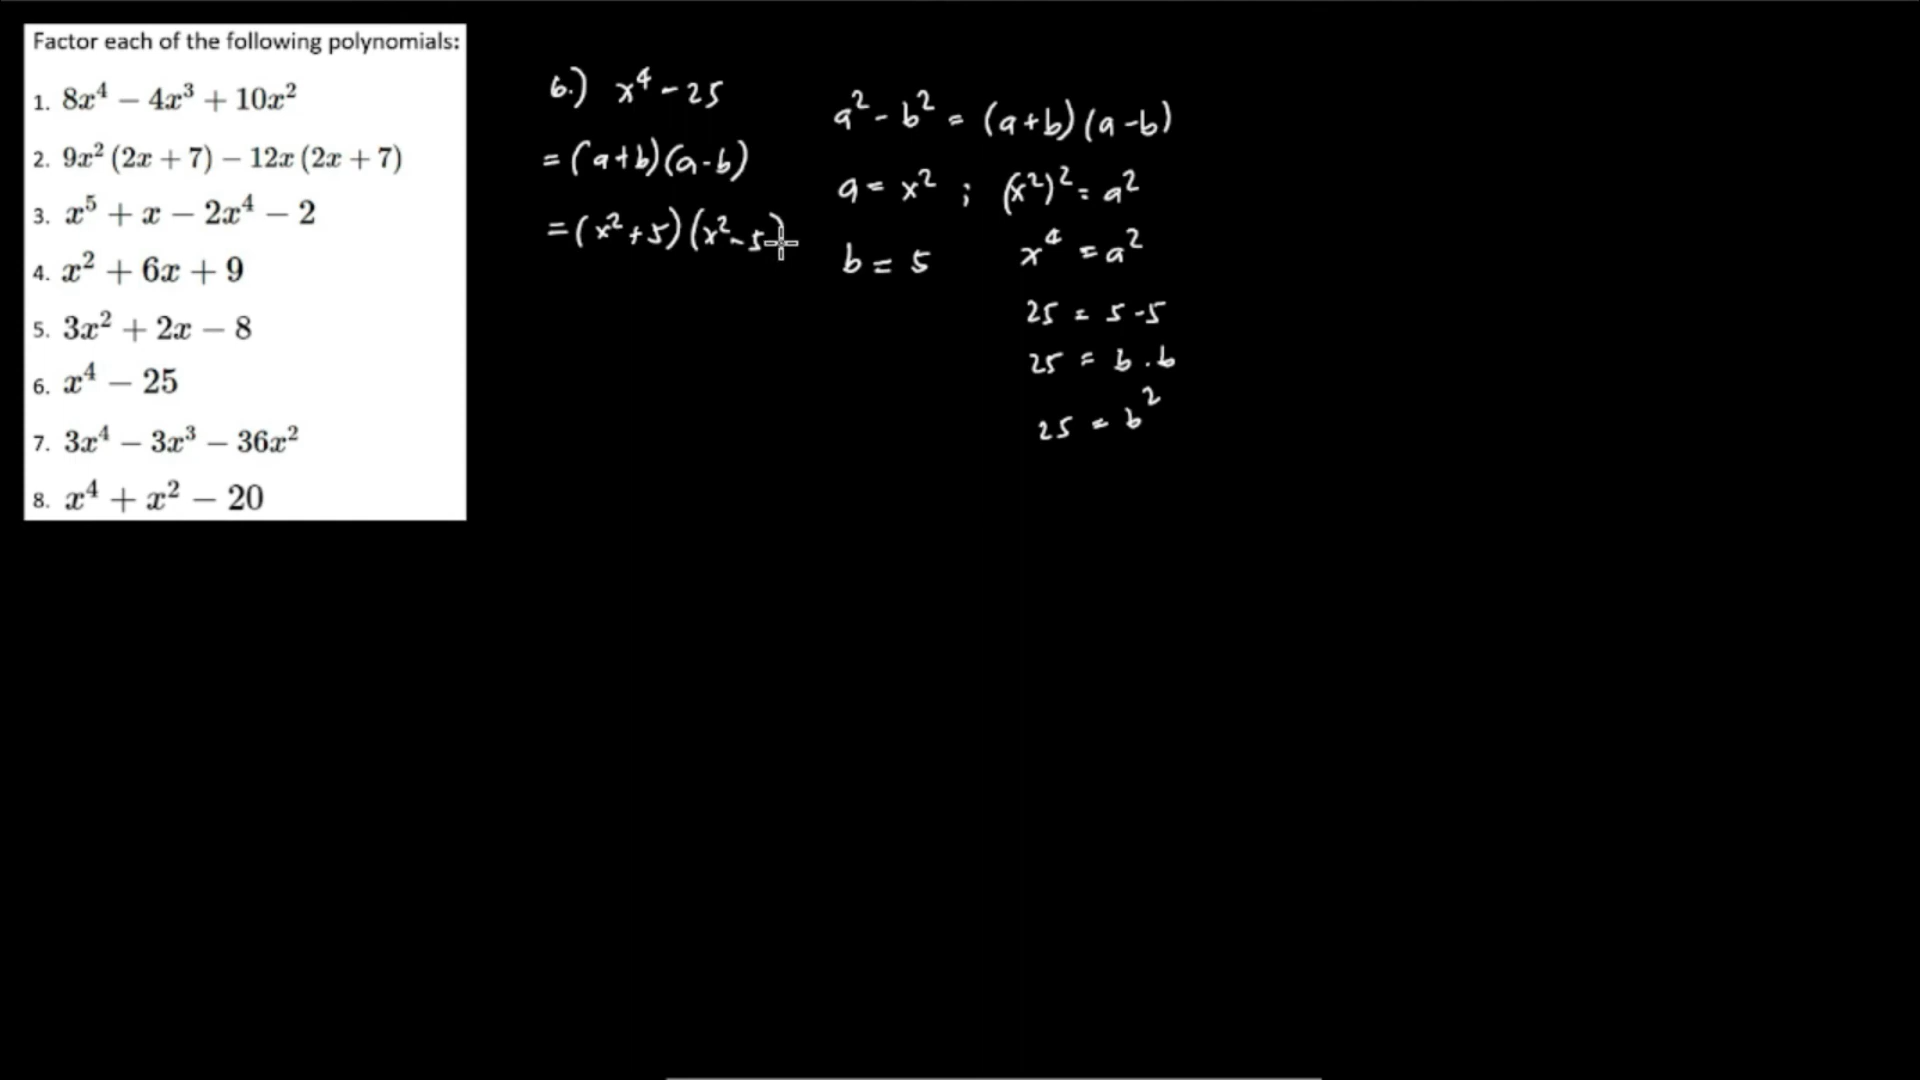 Factor each of the following polynomials:
1. 8x⁴ − 4x³ + 10x²
2. 9x² (2x + 7) − 12x (2x + 7)
3. x⁵ + x − 2x⁴ − 2
4. x² + 6x + 9
5. 3x² + 2x − 8
6. x⁴ − 25
7. 3x⁴ − 3x³ − 36x²
8. x⁴ + x² − 20
6.) x⁴ - 25
= (a+b)(a-b)
= (x² + 5) (x² - 5)
a² - b² = (a+b) (a-b)
a = x² ; (x²)² = a²
b = 5
x⁴ = a²
25 = 5 · 5
25 = b . b
25 = b²